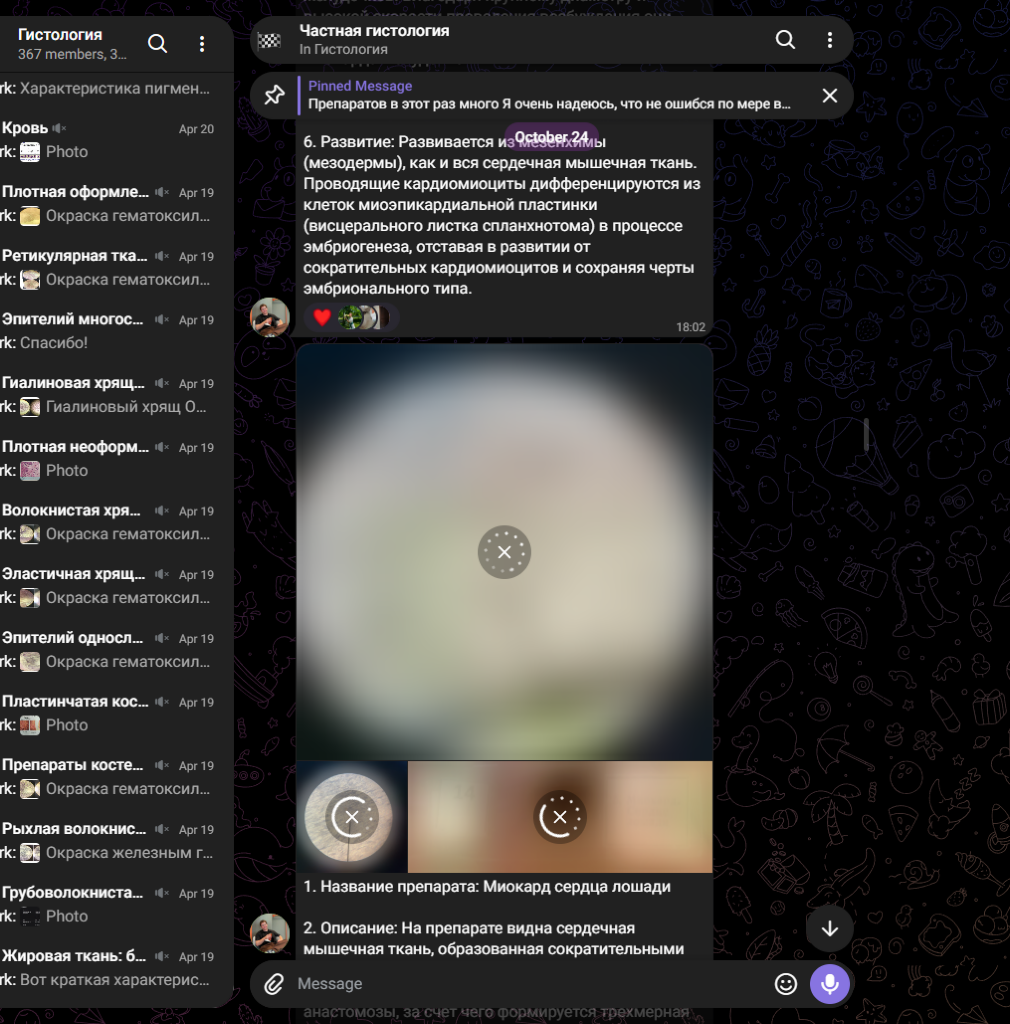 Гистология
367 members, 3...
rk: Характеристика пигмен...
Кровь
Apr 20
rk: Photo
Плотная оформле...
Apr 19
rk: Окраска гематоксил...
Ретикулярная тка...
Apr 19
rk: Окраска гематоксил...
Эпителий многос...
Apr 19
rk: Спасибо!
Гиалиновая хрящ...
Apr 19
rk: Гиалиновый хрящ О...
Плотная неоформ...
Apr 19
rk: Photo
Волокнистая хря...
Apr 19
rk: Окраска гематоксил...
Эластичная хрящ...
Apr 19
rk: Окраска гематоксил...
Эпителий односл...
Apr 19
rk: Окраска гематоксил...
Пластинчатая кос...
Apr 19
rk: Photo
Препараты косте...
Apr 19
rk: Окраска гематоксил...
Рыхлая волокнис...
Apr 19
rk: Окраска железным г...
Грубоволокниста...
Apr 19
rk: Photo
Жировая ткань: б...
Apr 19
rk: Вот краткая характерис...
Частная гистология
In Гистология
Pinned Message
Препаратов в этот раз много Я очень надеюсь, что не ошибся по мере в...
October 24
6. Развитие: Развивается из мезенхимы
(мезодермы), как и вся сердечная мышечная ткань.
Проводящие кардиомиоциты дифференцируются из
клеток миоэпикардиальной пластинки
(висцерального листка спланхнотома) в процессе
эмбриогенеза, отставая в развитии от
сократительных кардиомиоцитов и сохраняя черты
эмбрионального типа.
18:02
1. Название препарата: Миокард сердца лошади
2. Описание: На препарате видна сердечная
мышечная ткань, образованная сократительными
Message
анастомозы, за счет чего формируется трехмерная